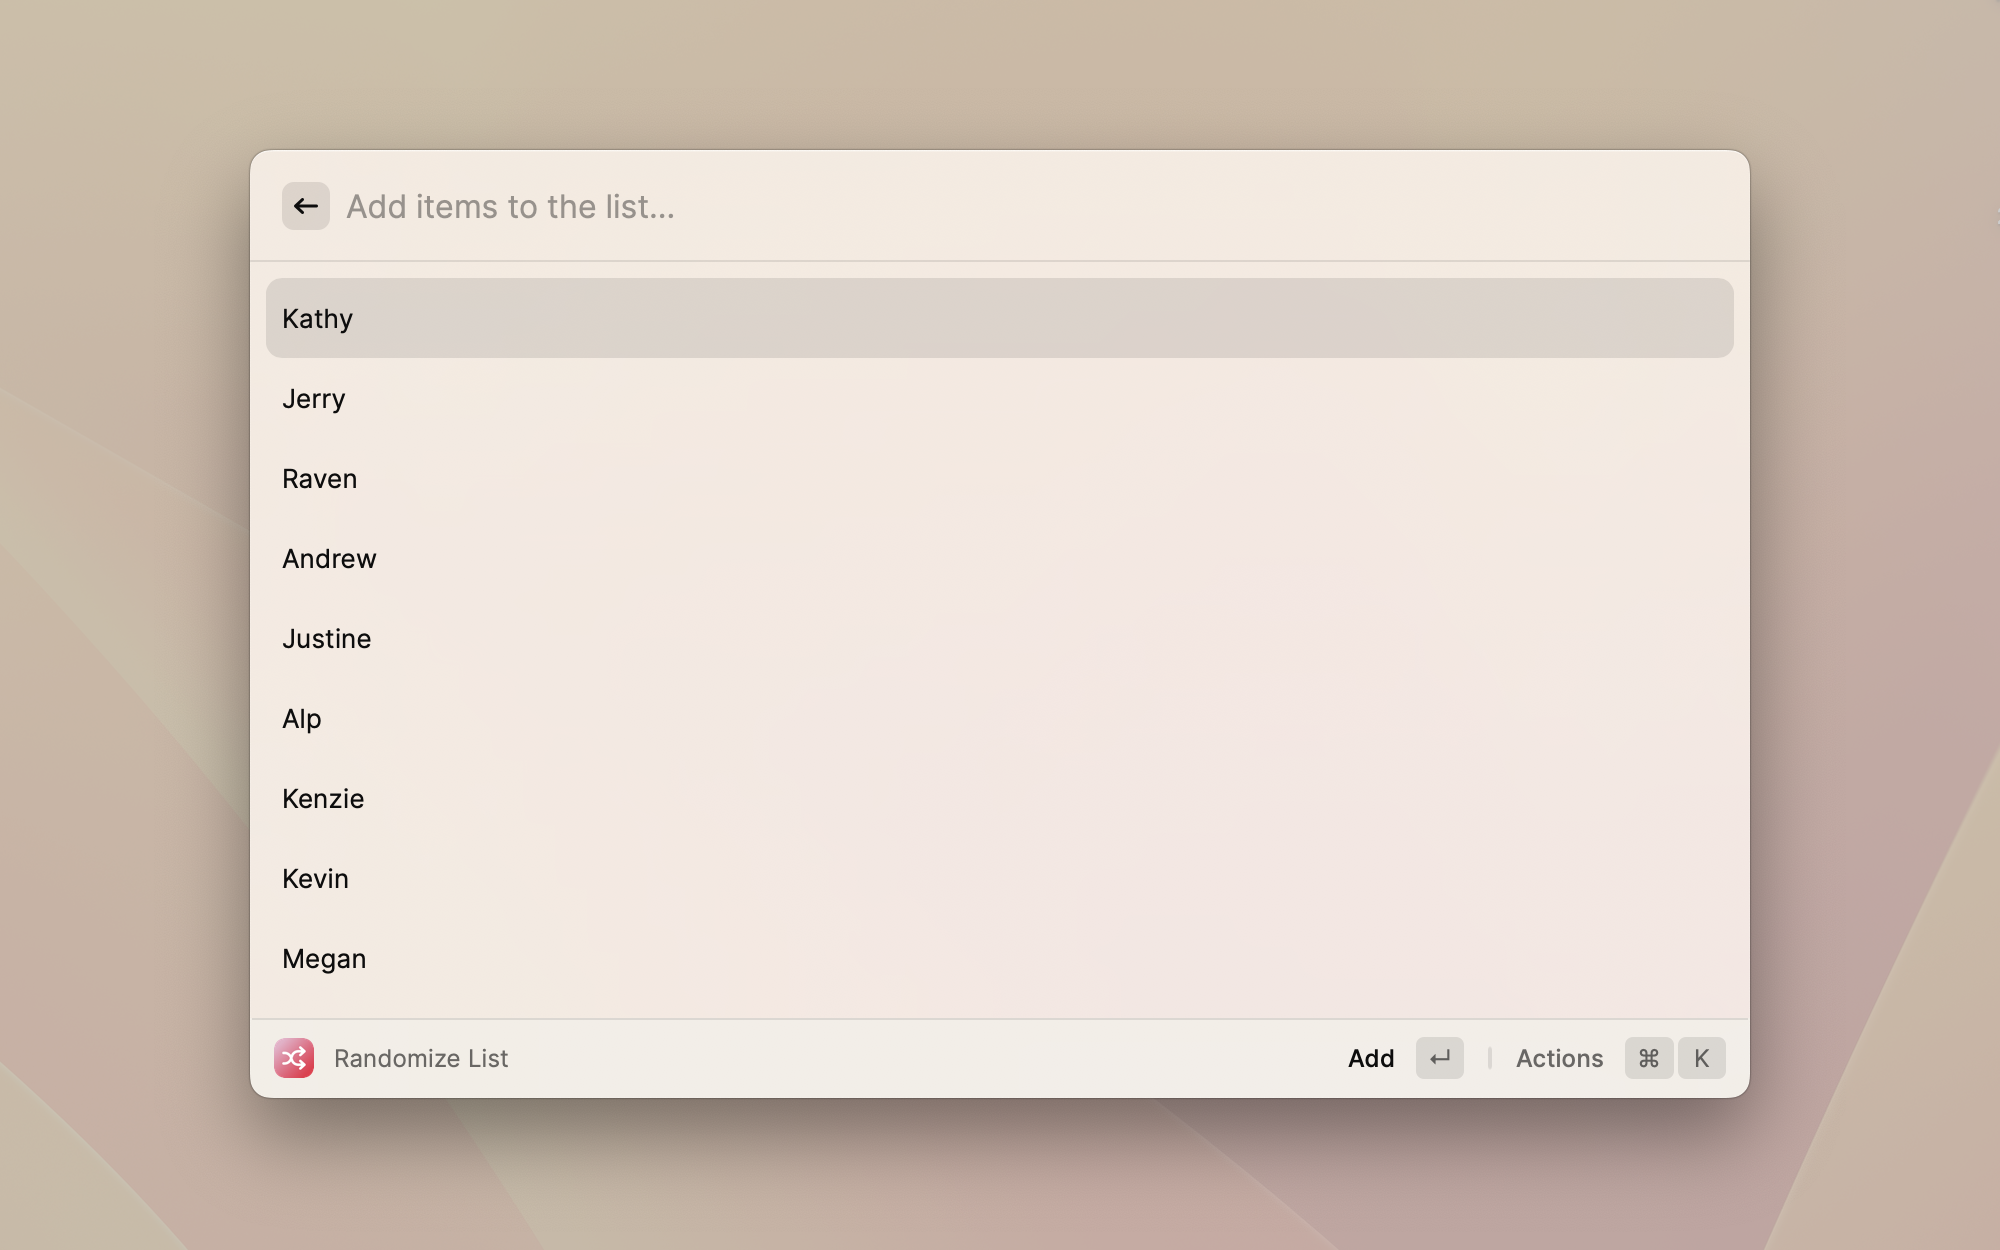 Add items to the list...
Kathy
Jerry
Raven
Andrew
Justine
Alp
Kenzie
Kevin
Megan
Randomize List
Add ↵ Actions ⌘ K